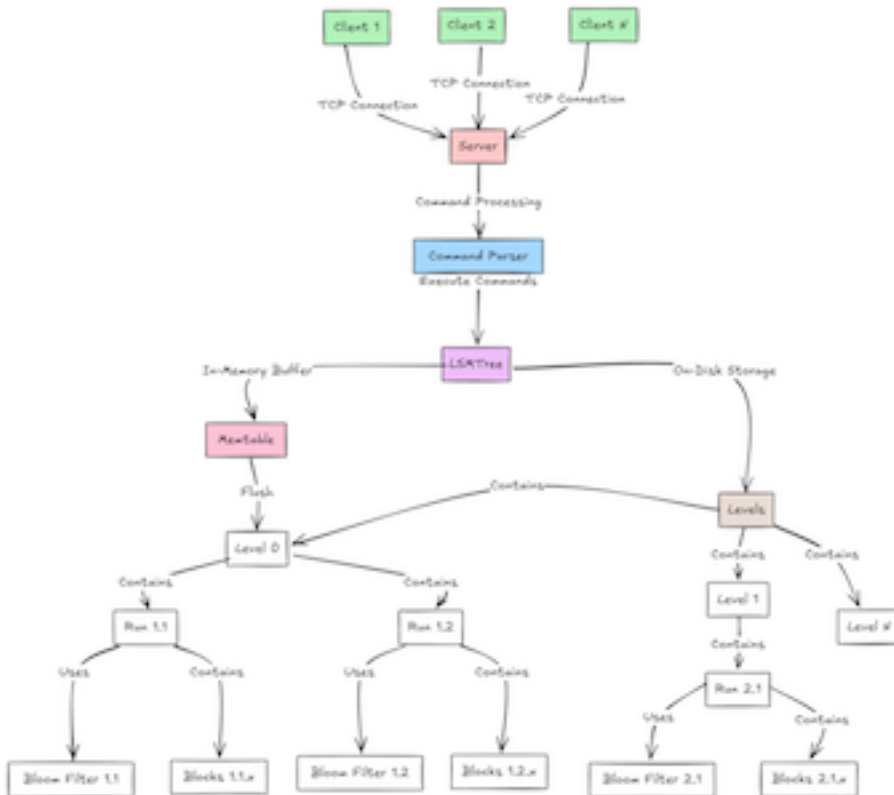 Client 1
Client 2
Client N
TCP Connection
TCP Connection
TCP Connection
Server
Command Processing
Command Parser
Execute Commands
LSMTree
In-Memory Buffer
On-Disk Storage
Memtable
Levels
Flush
Contains
Level 0
Contains
Contains
Level 1
Level N
Contains
Contains
Contains
Run 1.1
Run 1.2
Run 2.1
Uses
Contains
Uses
Contains
Uses
Contains
Bloom Filter 1.1
Blocks 1.1.x
Bloom Filter 1.2
Blocks 1.2.x
Bloom Filter 2.1
Blocks 2.1.x